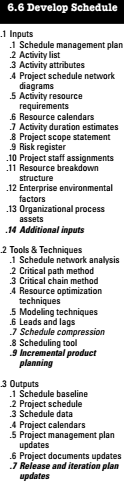 6.6 Develop Schedule
.1 Inputs
.1 Schedule management plan
.2 Activity list
.3 Activity attributes
.4 Project schedule network
diagrams
.5 Activity resource
requirements
.6 Resource calendars
.7 Activity duration estimates
.8 Project scope statement
.9 Risk register
.10 Project staff assignments
.11 Resource breakdown
structure
.12 Enterprise environmental
factors
.13 Organizational process
assets
.14 Additional inputs
.2 Tools & Techniques
.1 Schedule network analysis
.2 Critical path method
.3 Critical chain method
.4 Resource optimization
techniques
.5 Modeling techniques
.6 Leads and lags
.7 Schedule compression
.8 Scheduling tool
.9 Incremental product
planning
.3 Outputs
.1 Schedule baseline
.2 Project schedule
.3 Schedule data
.4 Project calendars
.5 Project management plan
updates
.6 Project documents updates
.7 Release and iteration plan
updates